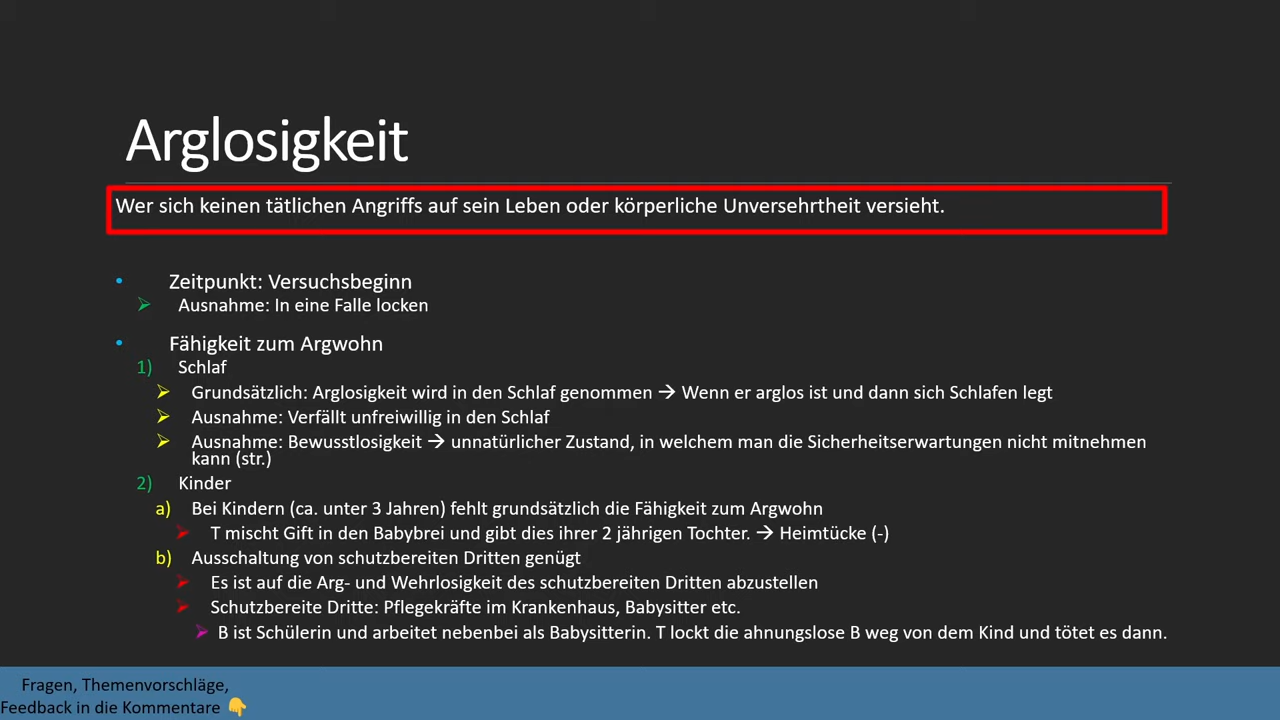 Arglosigkeit
Wer sich keinen tätlichen Angriffs auf sein Leben oder körperliche Unversehrtheit versieht.
• Zeitpunkt: Versuchsbeginn
➢ Ausnahme: In eine Falle locken
• Fähigkeit zum Argwohn
1) Schlaf
➢ Grundsätzlich: Arglosigkeit wird in den Schlaf genommen → Wenn er arglos ist und dann sich Schlafen legt
➢ Ausnahme: Verfällt unfreiwillig in den Schlaf
➢ Ausnahme: Bewusstlosigkeit → unnatürlicher Zustand, in welchem man die Sicherheitserwartungen nicht mitnehmen
kann (str.)
2) Kinder
a) Bei Kindern (ca. unter 3 Jahren) fehlt grundsätzlich die Fähigkeit zum Argwohn
➢ T mischt Gift in den Babybrei und gibt dies ihrer 2 jährigen Tochter. → Heimtücke (-)
b) Ausschaltung von schutzbereiten Dritten genügt
➢ Es ist auf die Arg- und Wehrlosigkeit des schutzbereiten Dritten abzustellen
➢ Schutzbereite Dritte: Pflegekräfte im Krankenhaus, Babysitter etc.
➢ B ist Schülerin und arbeitet nebenbei als Babysitterin. T lockt die ahnungslose B weg von dem Kind und tötet es dann.
Fragen, Themenvorschläge,
Feedback in die Kommentare 👇